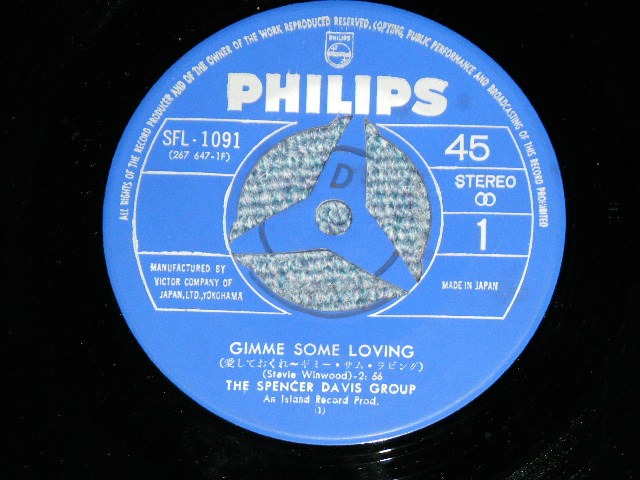 ALL RIGHTS OF THE RECORD PRODUCER AND OF THE OWNER OF THE WORK REPRODUCED RESERVED, COPYING, PUBLIC PERFORMANCE AND BROADCASTING OF THIS RECORD PROHIBITED
PHILIPS
PHILIPS
SFL-1091
(267 647-1F)
45
STEREO
1
D
MANUFACTURED BY
VICTOR COMPANY OF
JAPAN, LTD., YOKOHAMA
MADE IN JAPAN
GIMME SOME LOVING
(愛しておくれ〜ギミー・サム・ラビング)
(Stevie Winwood)-2: 56
THE SPENCER DAVIS GROUP
An Island Record Prod.
(1)